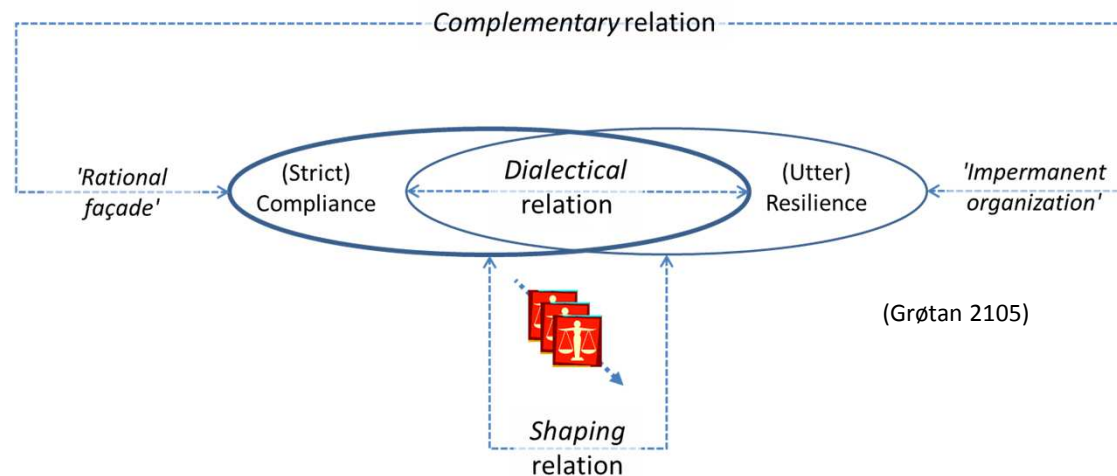 Complementary relation
'Rational
façade'
(Strict)
Compliance
Dialectical
relation
(Utter)
Resilience
'Impermanent
organization'
(Grøtan 2105)
Shaping
relation